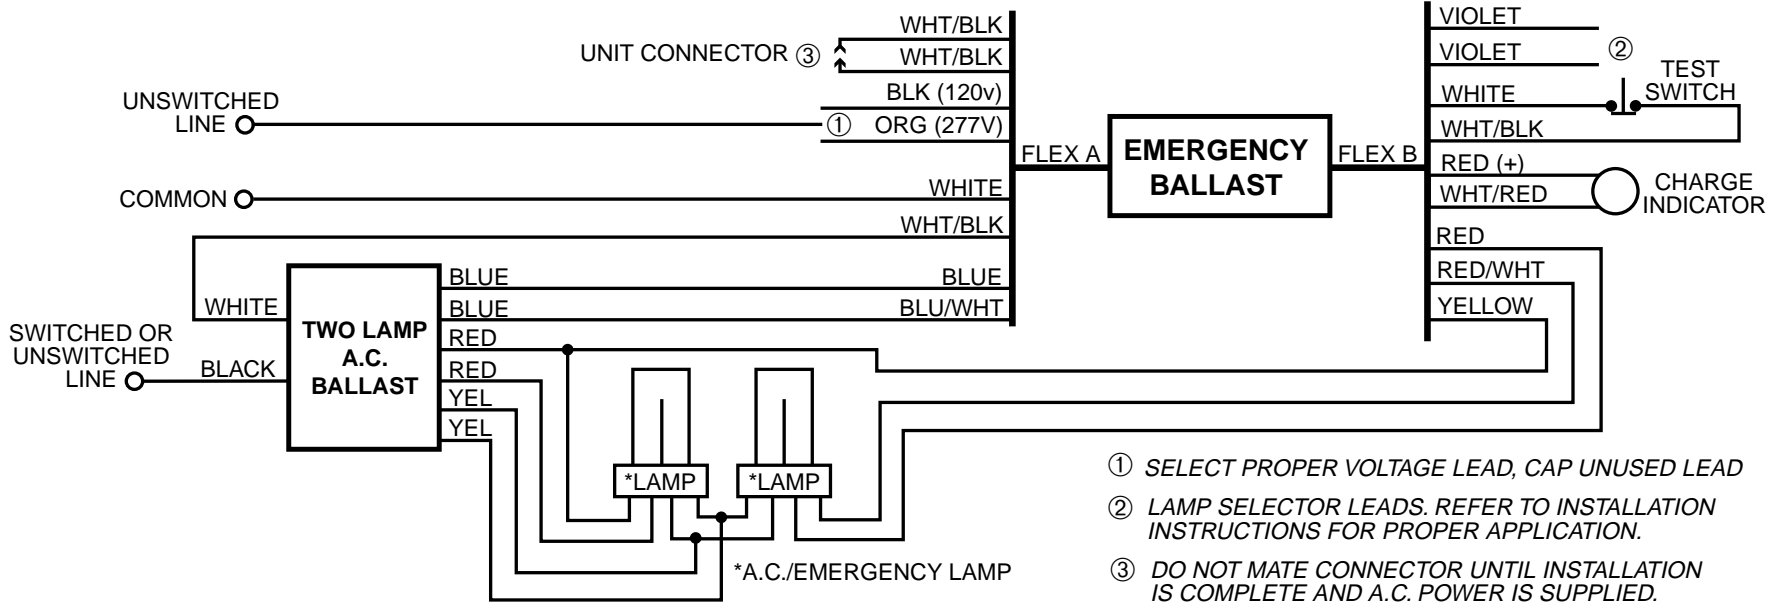 WHT/BLK
UNIT CONNECTOR ③
WHT/BLK
BLK (120v)
UNSWITCHED
LINE
① ORG (277V)
COMMON
WHITE
WHT/BLK
FLEX A
EMERGENCY
BALLAST
FLEX B
VIOLET
VIOLET
②
TEST
SWITCH
WHITE
WHT/BLK
RED (+)
WHT/RED
CHARGE
INDICATOR
RED
RED/WHT
YELLOW
BLUE
BLUE
BLUE
BLU/WHT
WHITE
SWITCHED OR
UNSWITCHED
LINE
BLACK
TWO LAMP
A.C.
BALLAST
RED
RED
YEL
YEL
*LAMP
*LAMP
*A.C./EMERGENCY LAMP
① SELECT PROPER VOLTAGE LEAD, CAP UNUSED LEAD
② LAMP SELECTOR LEADS. REFER TO INSTALLATION
INSTRUCTIONS FOR PROPER APPLICATION.
③ DO NOT MATE CONNECTOR UNTIL INSTALLATION
IS COMPLETE AND A.C. POWER IS SUPPLIED.